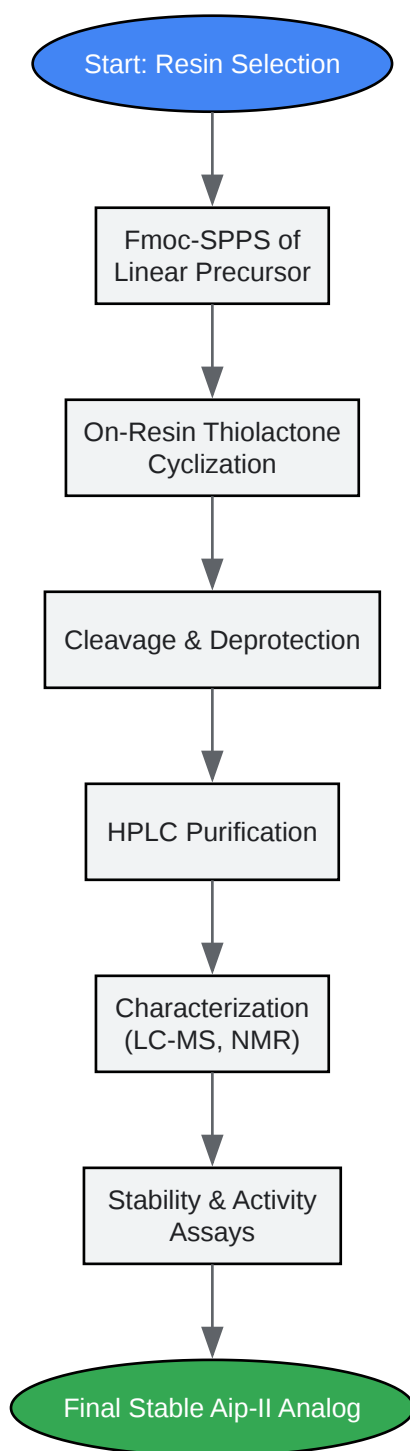 Start: Resin Selection
Fmoc-SPPS of
Linear Precursor
On-Resin Thiolactone
Cyclization
Cleavage & Deprotection
HPLC Purification
Characterization
(LC-MS, NMR)
Stability & Activity
Assays
Final Stable Aip-II Analog